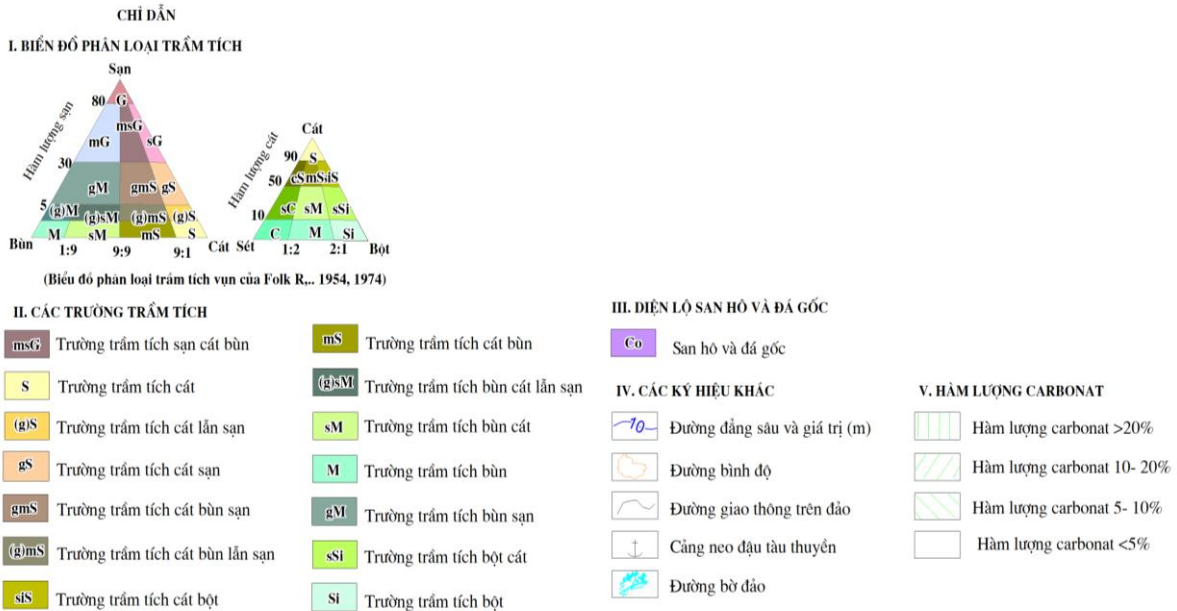 CHỈ DẪN
I. BIỂN ĐỒ PHÂN LOẠI TRẦM TÍCH
Sạn
80 G
Hàm lượng sạn
msG
mG sG
30
gM gmS gS
5 (g)M (g)sM (g)mS (g)S
M sM mS S
Bùn 1:9 9:9 9:1 Cát
Cát
Hàm lượng cát
90 S
50 cS mS siS
10 sC sM sSi
C M Si
Sét 1:2 2:1 Bột
(Biểu đồ phân loại trầm tích vụn của Folk R,.. 1954, 1974)
II. CÁC TRƯỜNG TRẦM TÍCH
msG Trường trầm tích sạn cát bùn
S Trường trầm tích cát
(g)S Trường trầm tích cát lẫn sạn
gS Trường trầm tích cát sạn
gmS Trường trầm tích cát bùn sạn
(g)mS Trường trầm tích cát bùn lẫn sạn
siS Trường trầm tích cát bột
mS Trường trầm tích cát bùn
(g)sM Trường trầm tích bùn cát lẫn sạn
sM Trường trầm tích bùn cát
M Trường trầm tích bùn
gM Trường trầm tích bùn sạn
sSi Trường trầm tích bột cát
Si Trường trầm tích bột
III. DIỆN LỘ SAN HÔ VÀ ĐÁ GỐC
Co San hô và đá gốc
IV. CÁC KÝ HIỆU KHÁC
10 Đường đẳng sâu và giá trị (m)
Đường bình độ
Đường giao thông trên đảo
Cảng neo đậu tàu thuyền
Đường bờ đảo
V. HÀM LƯỢNG CARBONAT
Hàm lượng carbonat >20%
Hàm lượng carbonat 10- 20%
Hàm lượng carbonat 5- 10%
Hàm lượng carbonat <5%